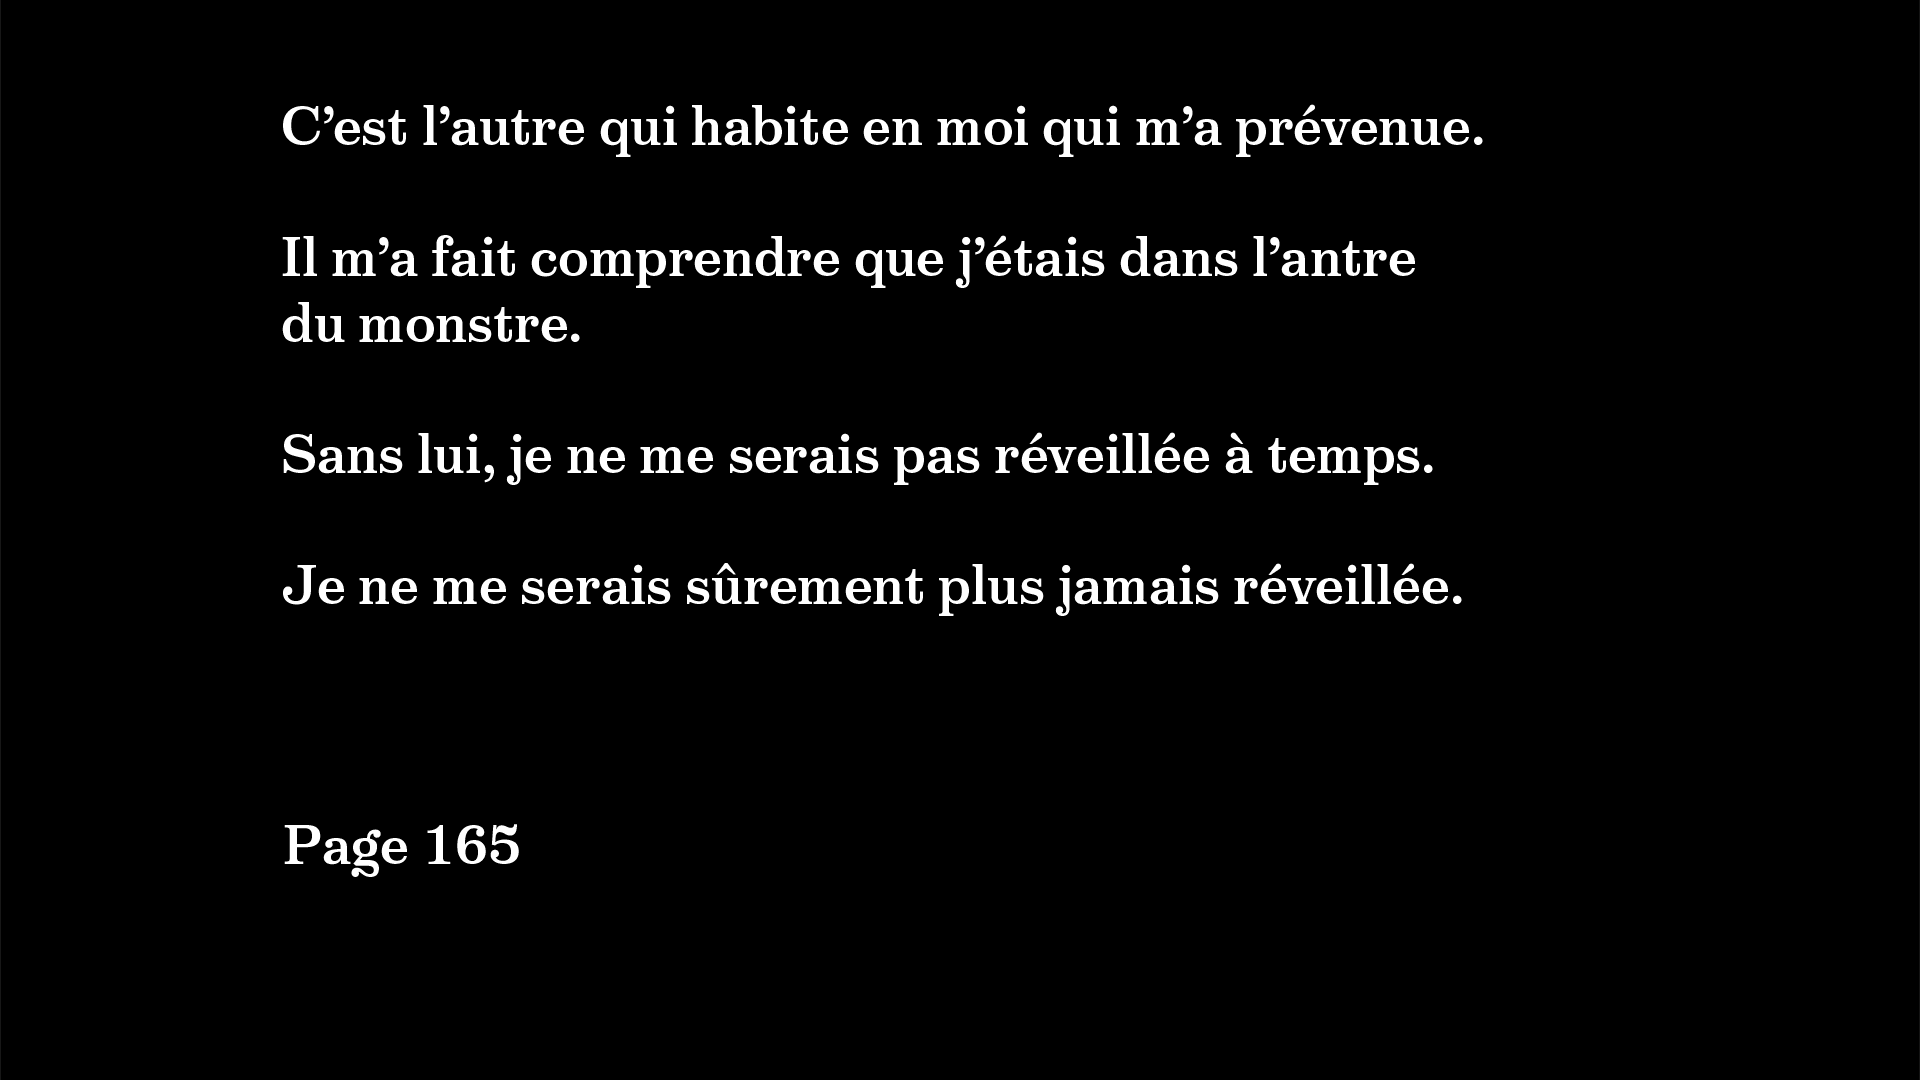 C’est l’autre qui habite en moi qui m’a prévenue.
Il m’a fait comprendre que j’étais dans l’antre
du monstre.
Sans lui, je ne me serais pas réveillée à temps.
Je ne me serais sûrement plus jamais réveillée.
Page 165